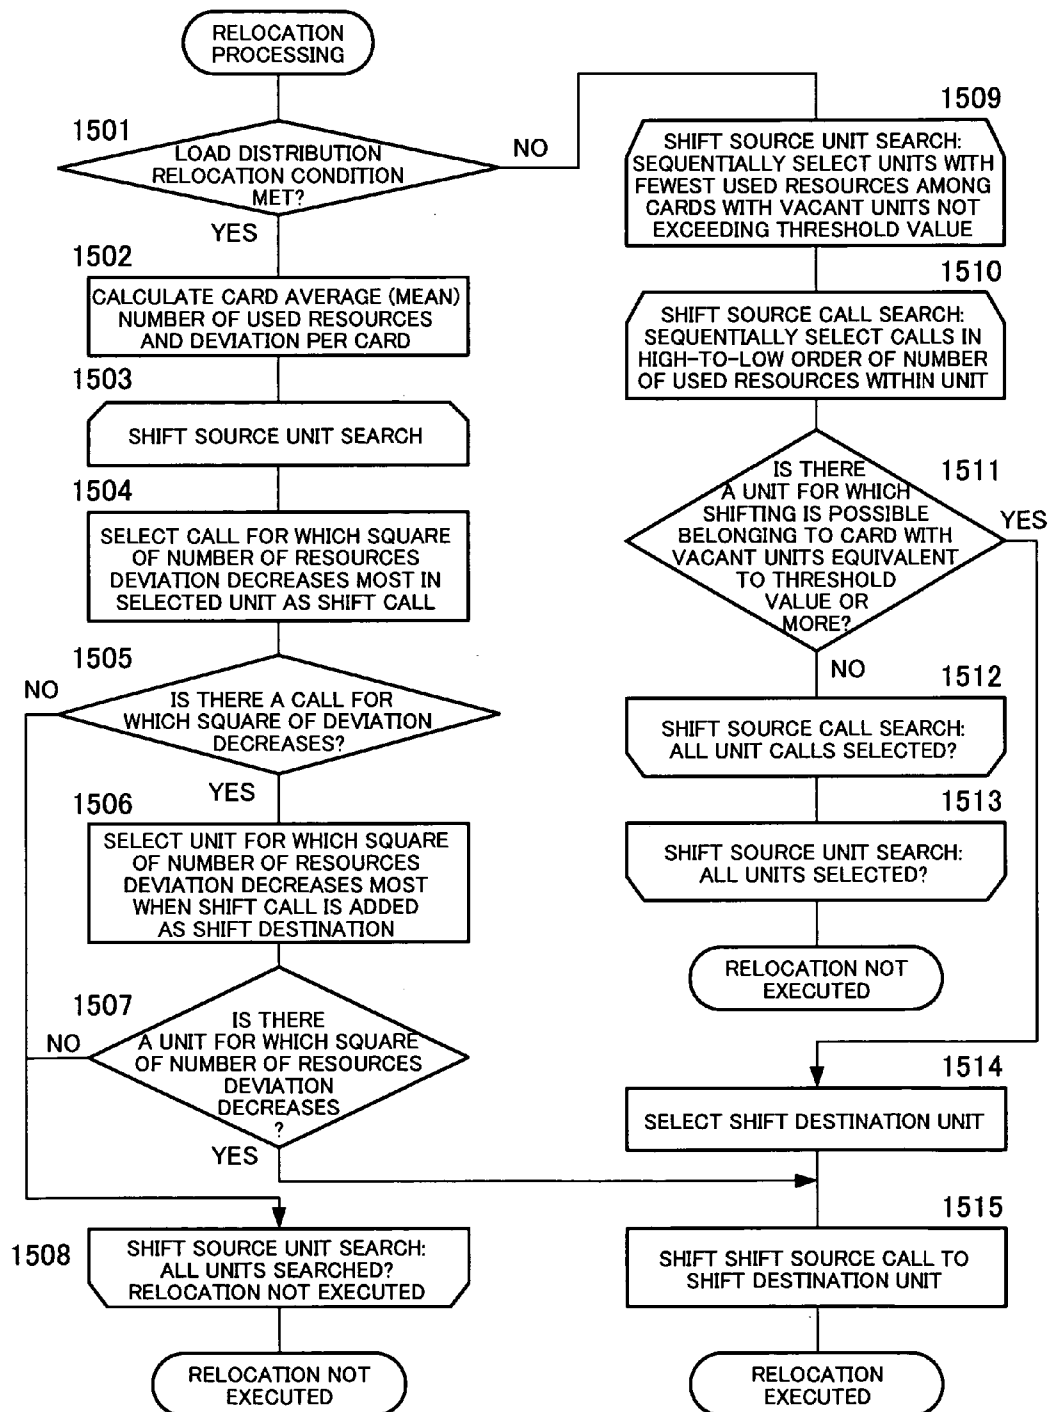 RELOCATION
PROCESSING
1501
LOAD DISTRIBUTION
RELOCATION CONDITION
MET?
NO
YES
1502
CALCULATE CARD AVERAGE (MEAN)
NUMBER OF USED RESOURCES
AND DEVIATION PER CARD
1503
SHIFT SOURCE UNIT SEARCH
1504
SELECT CALL FOR WHICH SQUARE
OF NUMBER OF RESOURCES
DEVIATION DECREASES MOST IN
SELECTED UNIT AS SHIFT CALL
1505
NO
IS THERE A CALL FOR
WHICH SQUARE OF DEVIATION
DECREASES?
YES
1506
SELECT UNIT FOR WHICH SQUARE
OF NUMBER OF RESOURCES
DEVIATION DECREASES MOST
WHEN SHIFT CALL IS ADDED
AS SHIFT DESTINATION
1507
NO
IS THERE
A UNIT FOR WHICH SQUARE
OF NUMBER OF RESOURCES
DEVIATION
DECREASES
?
YES
1508
SHIFT SOURCE UNIT SEARCH:
ALL UNITS SEARCHED?
RELOCATION NOT EXECUTED
RELOCATION NOT
EXECUTED
1509
SHIFT SOURCE UNIT SEARCH:
SEQUENTIALLY SELECT UNITS WITH
FEWEST USED RESOURCES AMONG
CARDS WITH VACANT UNITS NOT
EXCEEDING THRESHOLD VALUE
1510
SHIFT SOURCE CALL SEARCH:
SEQUENTIALLY SELECT CALLS IN
HIGH-TO-LOW ORDER OF NUMBER
OF USED RESOURCES WITHIN UNIT
1511
IS THERE
A UNIT FOR WHICH
SHIFTING IS POSSIBLE
BELONGING TO CARD WITH
VACANT UNITS EQUIVALENT
TO THRESHOLD
VALUE OR
MORE?
YES
NO
1512
SHIFT SOURCE CALL SEARCH:
ALL UNIT CALLS SELECTED?
1513
SHIFT SOURCE UNIT SEARCH:
ALL UNITS SELECTED?
RELOCATION NOT
EXECUTED
1514
SELECT SHIFT DESTINATION UNIT
1515
SHIFT SHIFT SOURCE CALL TO
SHIFT DESTINATION UNIT
RELOCATION
EXECUTED